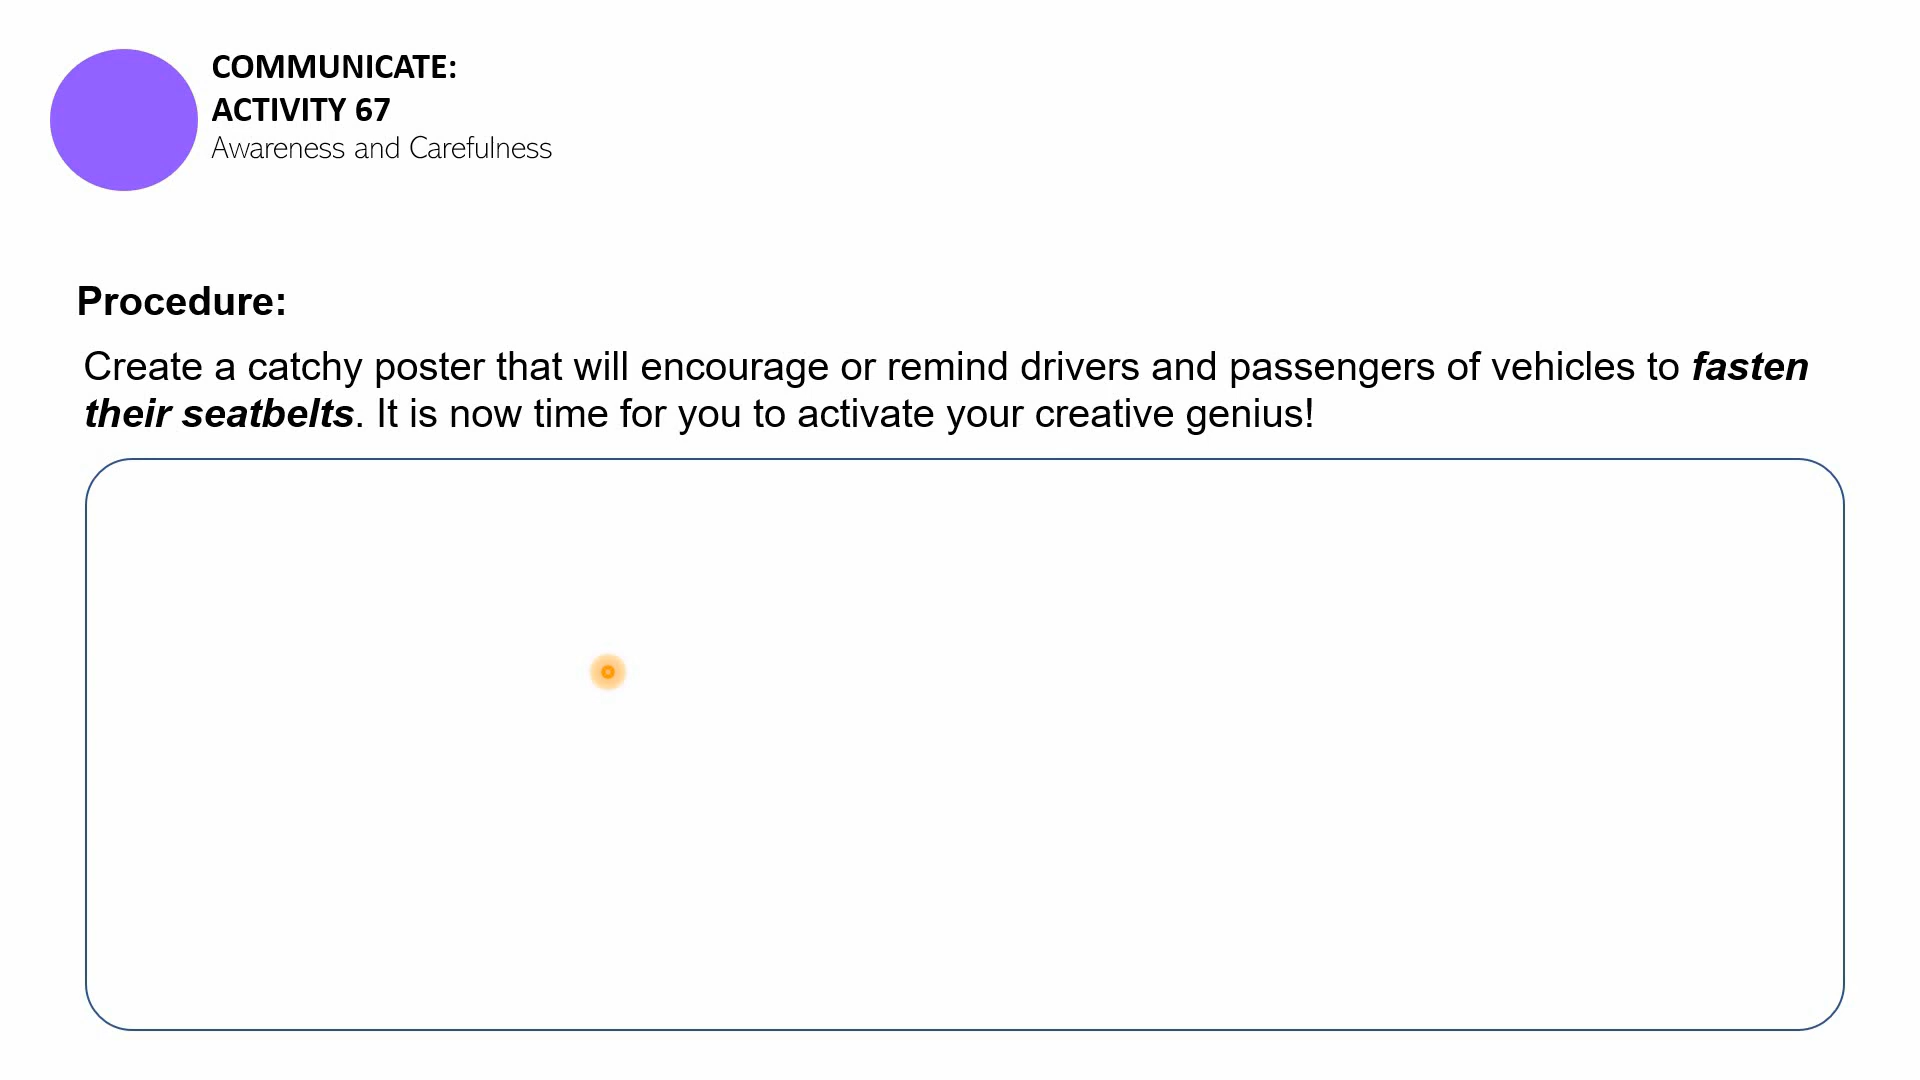 COMMUNICATE:
ACTIVITY 67
Awareness and Carefulness
Procedure:
Create a catchy poster that will encourage or remind drivers and passengers of vehicles to fasten
their seatbelts. It is now time for you to activate your creative genius!